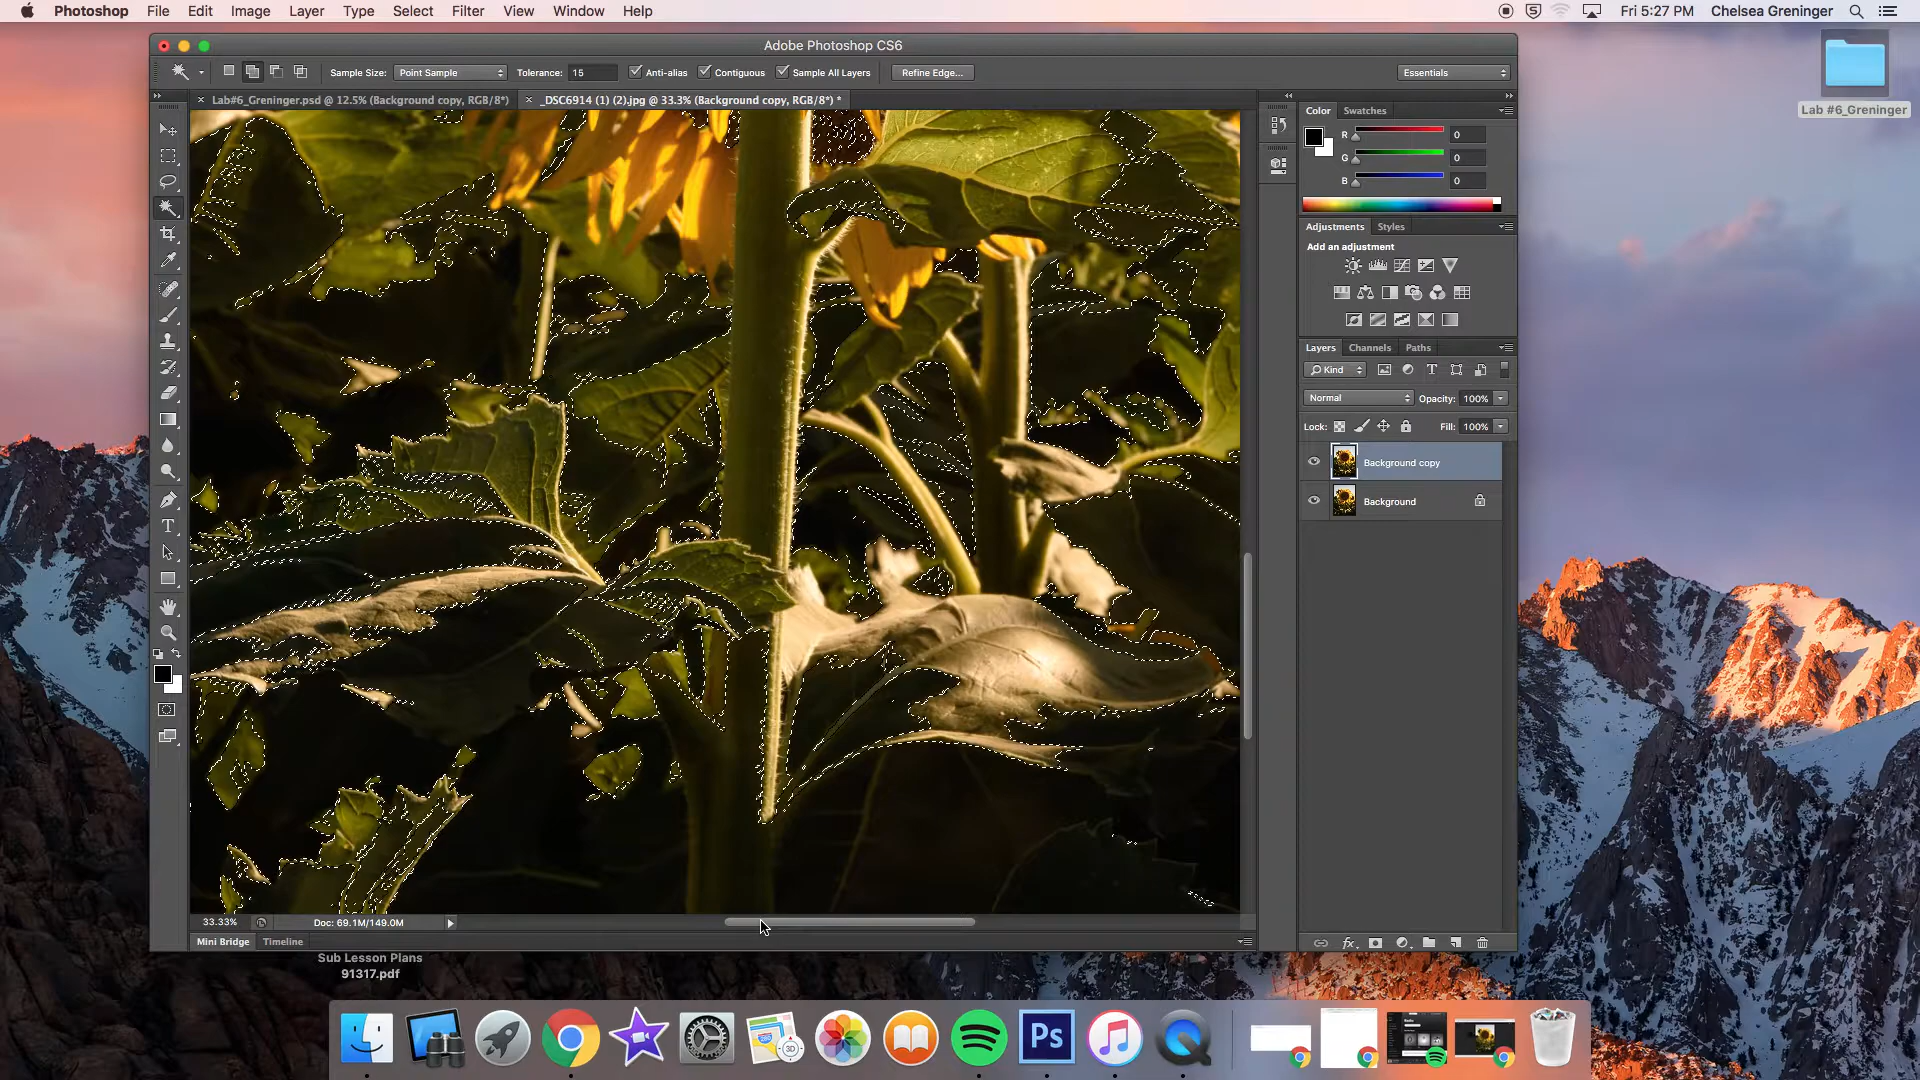 Photoshop File Edit Image Layer Type Select Filter View Window Help Fri 5:27 PM Chelsea Greninger
Adobe Photoshop CS6
Sample Size: Point Sample Tolerance: 15 Anti-alias Contiguous Sample All Layers Refine Edge... Essentials
Lab#6_Greninger.psd @ 12.5% (Background copy, RGB/8*) _DSC6914 (1) (2).jpg @ 33.3% (Background copy, RGB/8*) *
Lab #6_Greninger
Color Swatches
R 0
G 0
B 0
Adjustments Styles
Add an adjustment
Layers Channels Paths
Kind
Normal Opacity: 100%
Lock: Fill: 100%
Background copy
Background
33.33% Doc: 69.1M/149.0M
Mini Bridge Timeline
Sub Lesson Plans
91317.pdf
280
3D
Ps